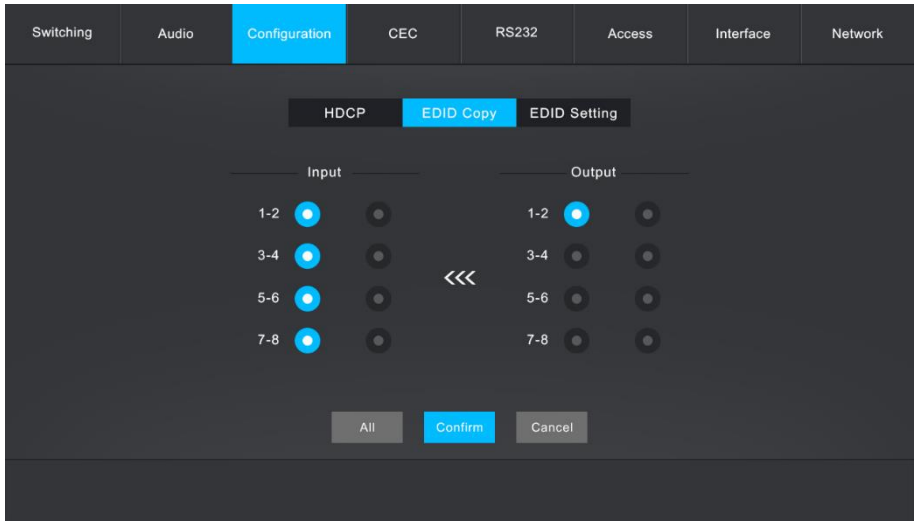 Switching Audio Configuration CEC RS232 Access Interface Network
HDCP EDID Copy EDID Setting
Input Output
1-2 1-2
3-4 3-4
5-6 5-6
7-8 7-8
All Confirm Cancel